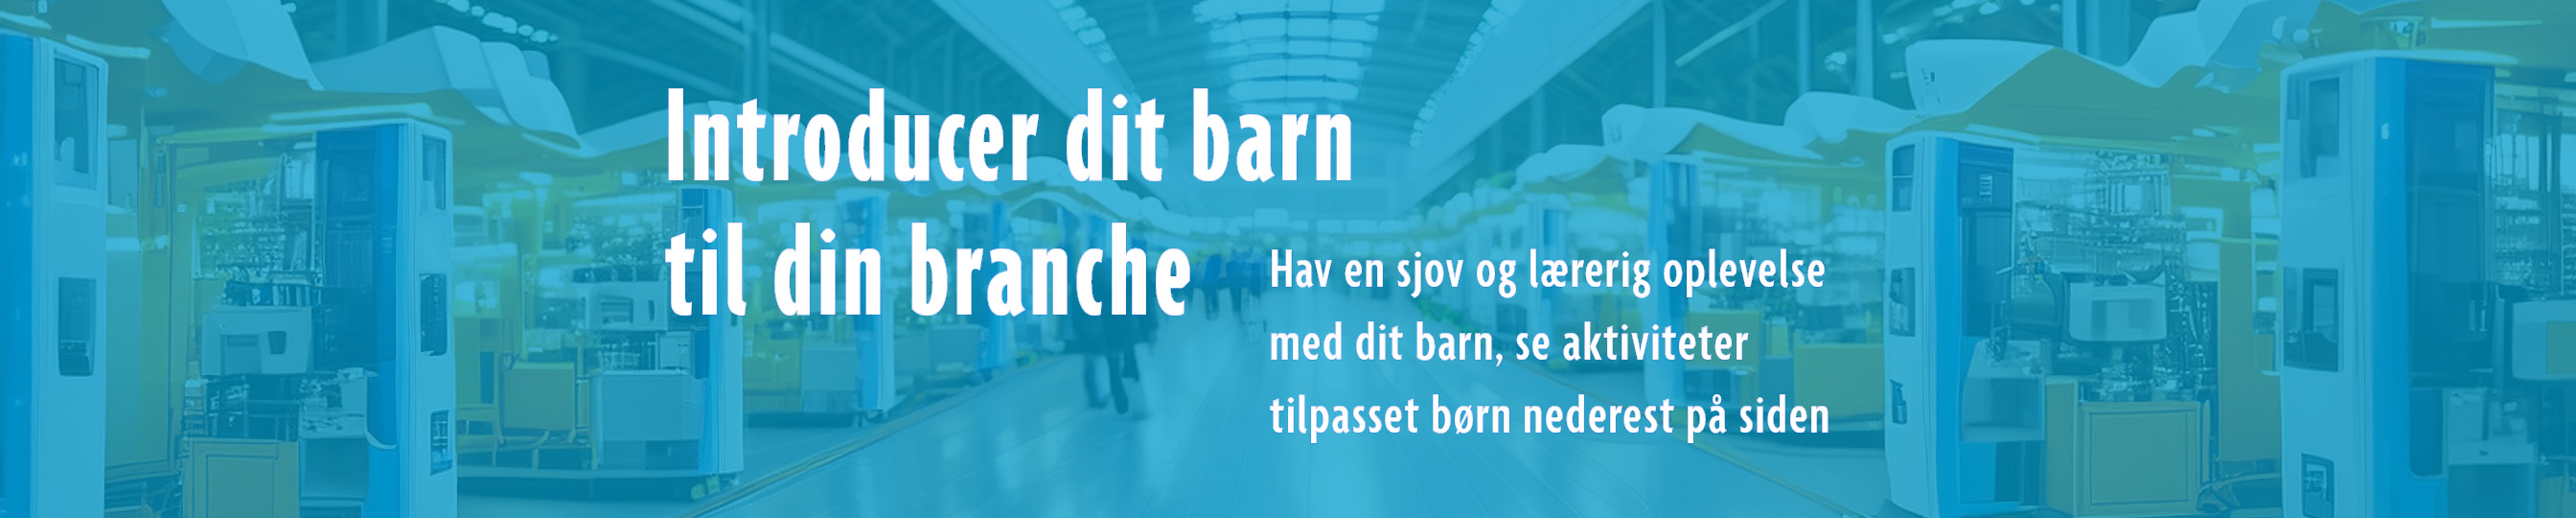 Introducer dit barn
til din branche
Hav en sjov og lærerig oplevelse
med dit barn, se aktiviteter
tilpasset børn nederest på siden